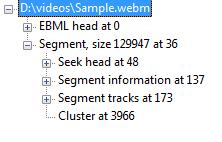 D:\videos\Sample.webm
EBML head at 0
Segment, size 129947 at 36
Seek head at 48
Segment information at 137
Segment tracks at 173
Cluster at 3966